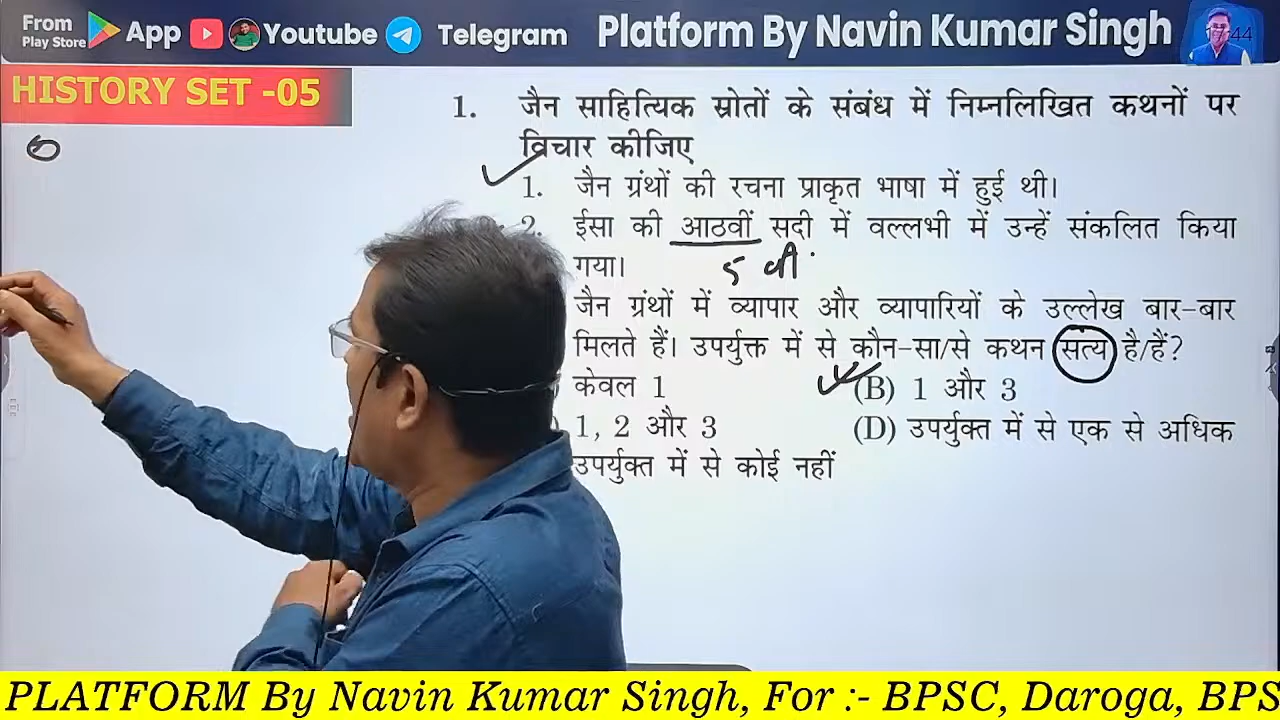 From
Play Store
App
Youtube
Telegram
Platform By Navin Kumar Singh
7:44
HISTORY SET -05
1. जैन साहित्यिक स्रोतों के संबंध में निम्नलिखित कथनों पर
विचार कीजिए
1. जैन ग्रंथों की रचना प्राकृत भाषा में हुई थी।
2. ईसा की आठवीं सदी में वल्लभी में उन्हें संकलित किया
गया।
5 वी
जैन ग्रंथों में व्यापार और व्यापारियों के उल्लेख बार-बार
मिलते हैं। उपर्युक्त में से कौन-सा/से कथन सत्य है/हैं?
केवल 1 (B) 1 और 3
1, 2 और 3 (D) उपर्युक्त में से एक से अधिक
उपर्युक्त में से कोई नहीं
PLATFORM By Navin Kumar Singh, For :- BPSC, Daroga, BPS